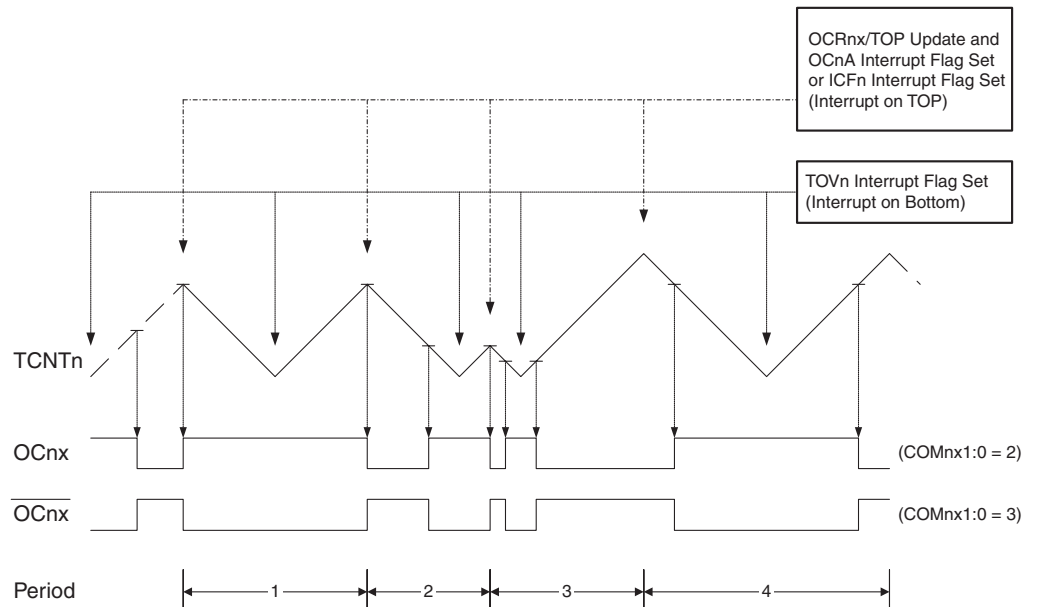 OCRnx/TOP Update and
OCnA Interrupt Flag Set
or ICFn Interrupt Flag Set
(Interrupt on TOP)
TOVn Interrupt Flag Set
(Interrupt on Bottom)
TCNTn
OCnx
(COMnx1:0 = 2)
OCnx
(COMnx1:0 = 3)
Period
1
2
3
4